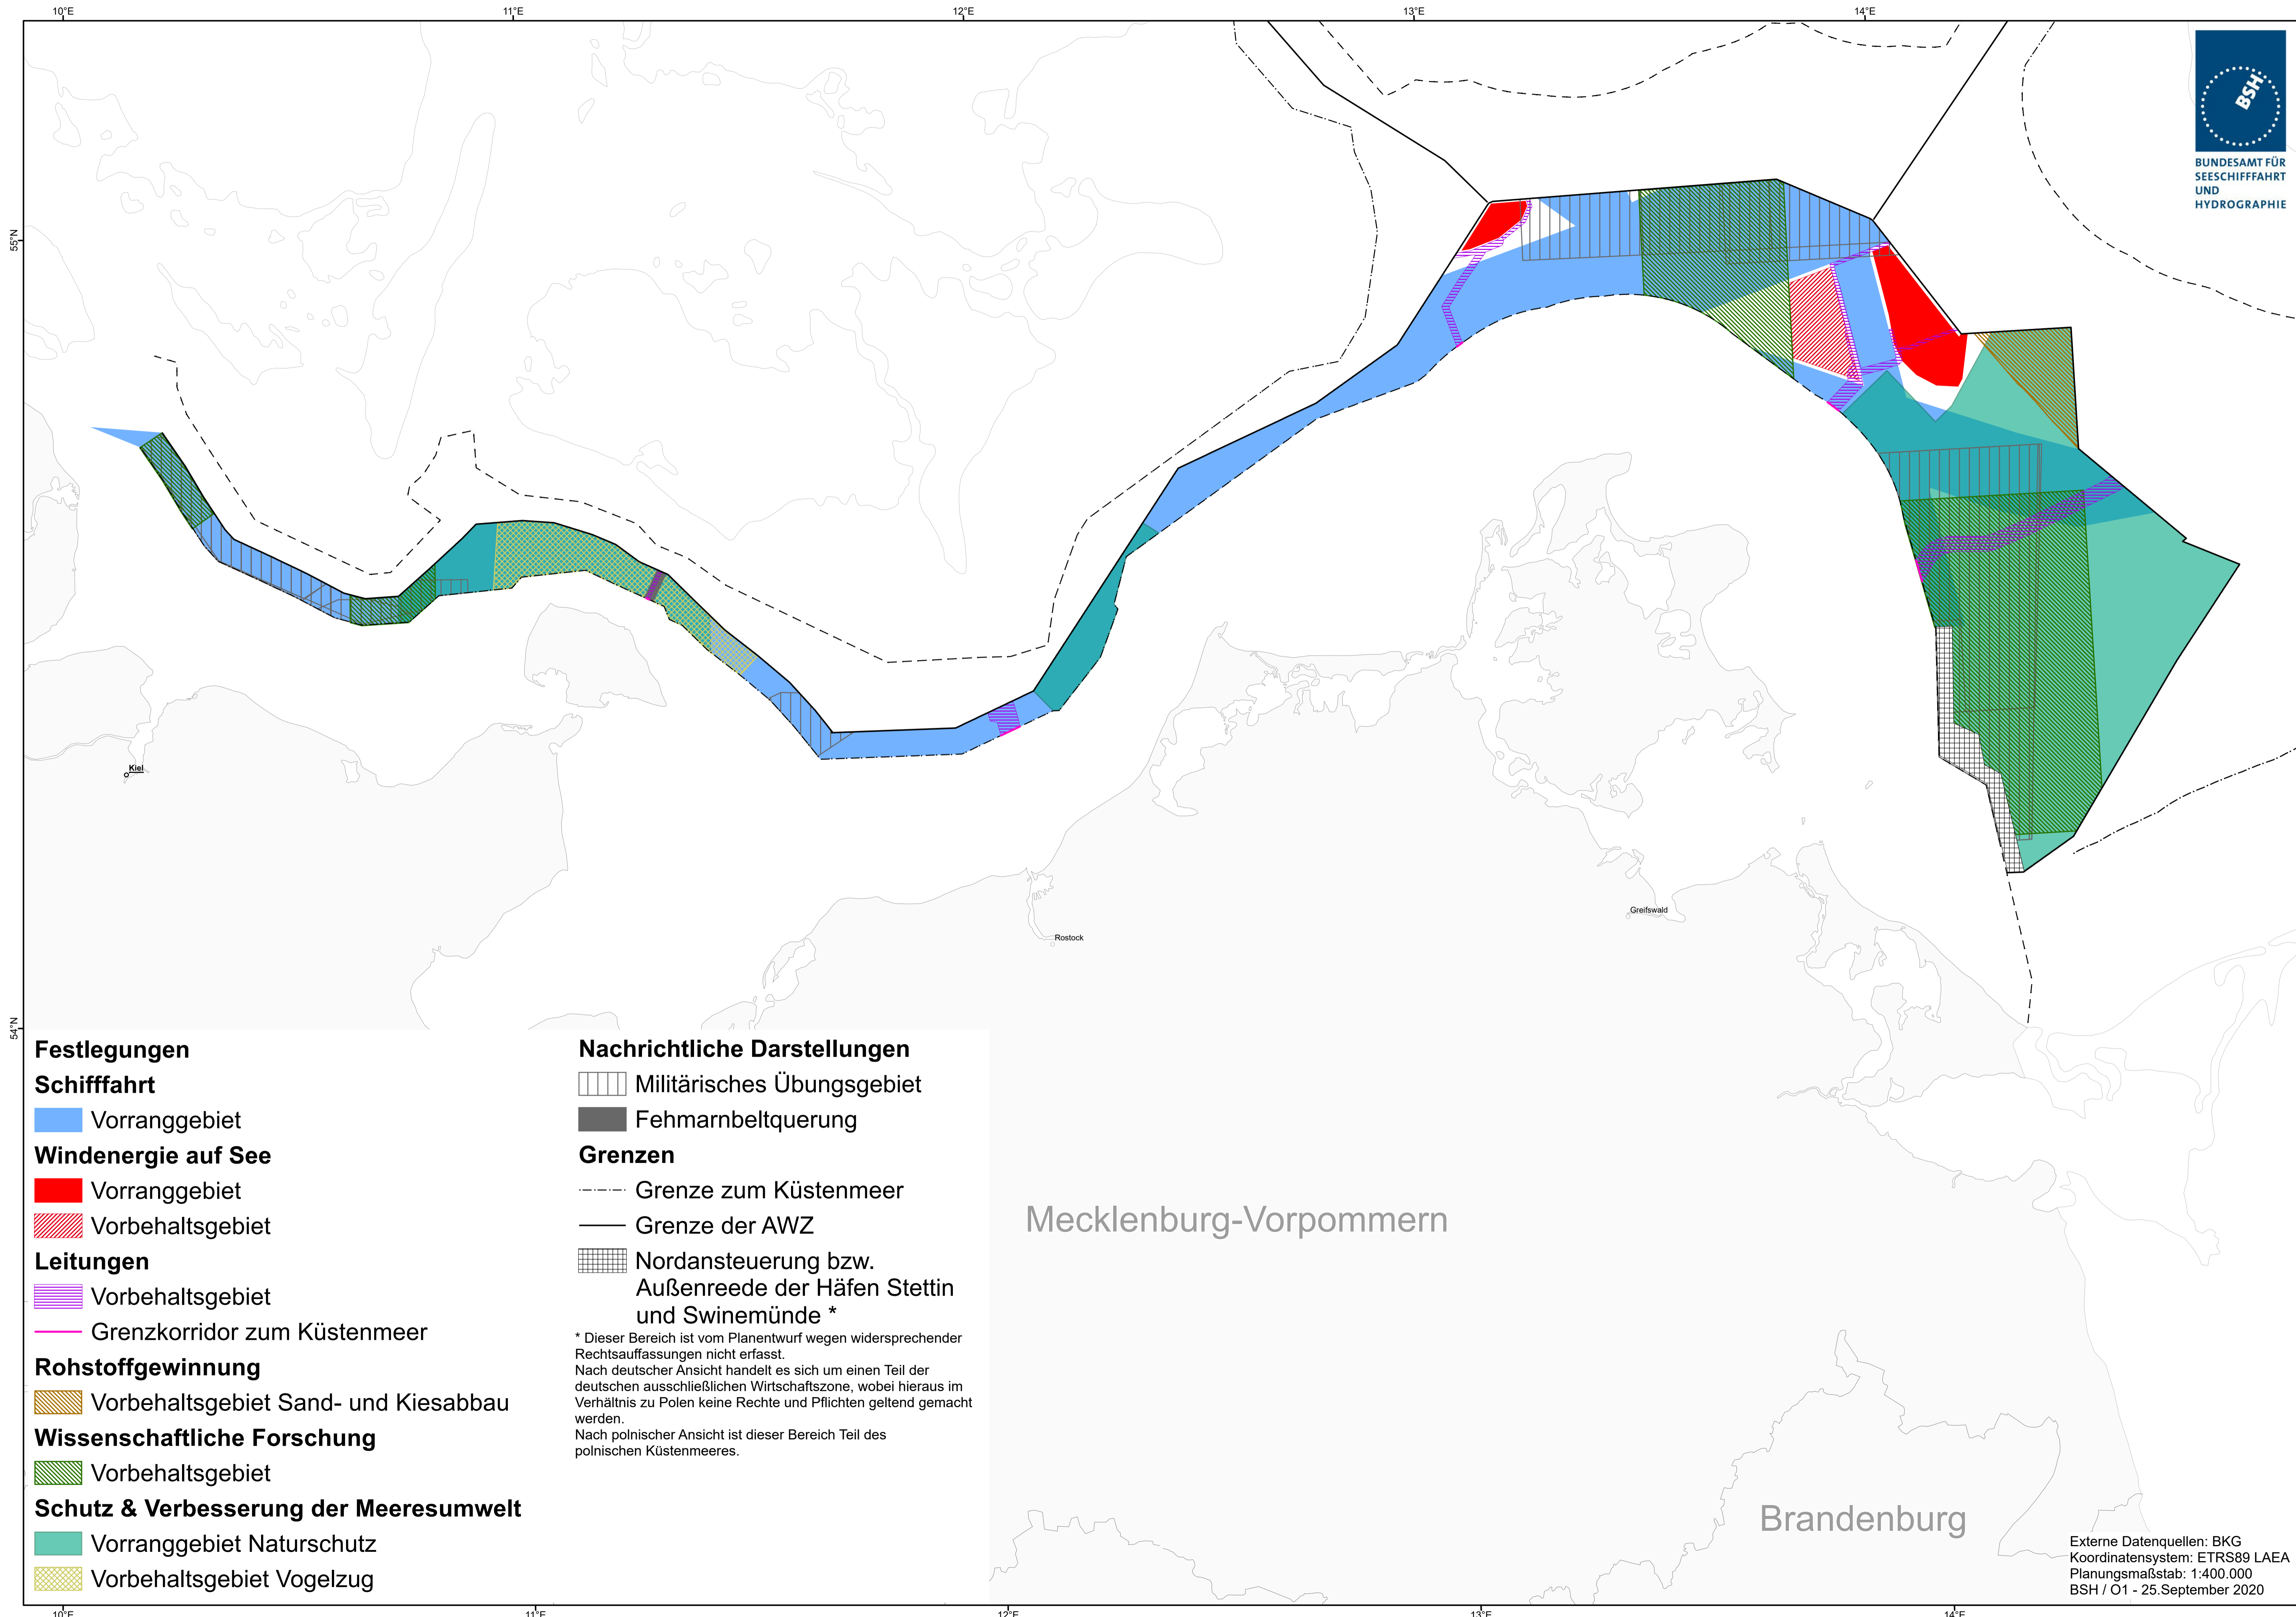 10°E
11°E
12°E
13°E
14°E
55°N
54°N
BSH
BUNDESAMT FÜR
SEESCHIFFFAHRT
UND
HYDROGRAPHIE
Kiel
Rostock
Greifswald
Mecklenburg-Vorpommern
Brandenburg
Festlegungen
Schifffahrt
Vorranggebiet
Windenergie auf See
Vorranggebiet
Vorbehaltsgebiet
Leitungen
Vorbehaltsgebiet
Grenzkorridor zum Küstenmeer
Rohstoffgewinnung
Vorbehaltsgebiet Sand- und Kiesabbau
Wissenschaftliche Forschung
Vorbehaltsgebiet
Schutz & Verbesserung der Meeresumwelt
Vorranggebiet Naturschutz
Vorbehaltsgebiet Vogelzug
Nachrichtliche Darstellungen
Militärisches Übungsgebiet
Fehmarnbeltquerung
Grenzen
Grenze zum Küstenmeer
Grenze der AWZ
Nordansteuerung bzw.
Außenreede der Häfen Stettin
und Swinemünde *
* Dieser Bereich ist vom Planentwurf wegen widersprechender
Rechtsauffassungen nicht erfasst.
Nach deutscher Ansicht handelt es sich um einen Teil der
deutschen ausschließlichen Wirtschaftszone, wobei hieraus im
Verhältnis zu Polen keine Rechte und Pflichten geltend gemacht
werden.
Nach polnischer Ansicht ist dieser Bereich Teil des
polnischen Küstenmeeres.
Externe Datenquellen: BKG
Koordinatensystem: ETRS89 LAEA
Planungsmaßstab: 1:400.000
BSH / O1 - 25.September 2020
10°E
11°E
12°E
13°E
14°E